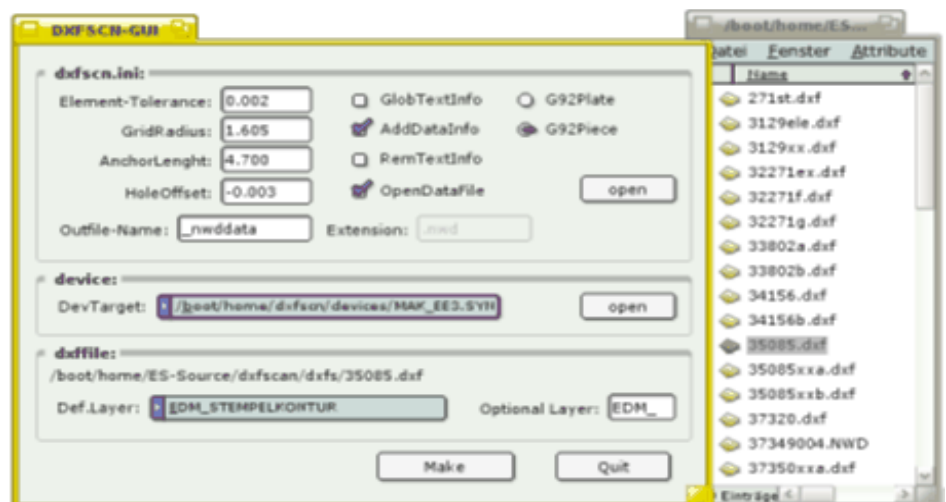 DXFSCN-GUI
dxfscn.ini:
Element-Tolerance: 0.002
GlobTextInfo
G92Plate
GridRadius: 1.605
AddDataInfo
G92Piece
AnchorLenght: 4.700
RemTextInfo
HoleOffset: -0.003
OpenDataFile
open
Outfile-Name: _nwddata
Extension: .nwd
device:
DevTarget: /boot/home/dxfscn/devices/MAK_EE3.SYN
open
dxffile:
/boot/home/ES-Source/dxfscan/dxfs/35085.dxf
Def.Layer: EDM_STEMPELKONTUR
Optional Layer: EDM_
Make
Quit
/boot/home/ES...
Datei Fenster Attribute
Name
271st.dxf
3129ele.dxf
3129xx.dxf
32271ex.dxf
32271f.dxf
32271g.dxf
33802a.dxf
33802b.dxf
34156.dxf
34156b.dxf
35085.dxf
35085xxa.dxf
35085xxb.dxf
37320.dxf
37349004.NWD
37350xxa.dxf
Einträge